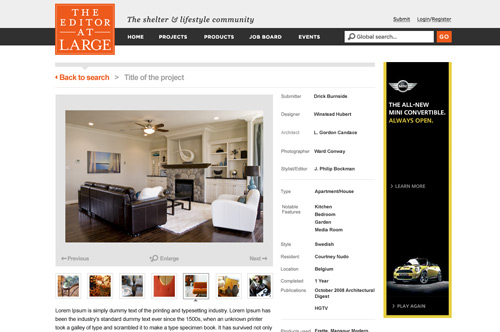 THE
EDITOR
AT
LARGE
The shelter & lifestyle community
Submit Login/Register
HOME PROJECTS PRODUCTS JOB BOARD EVENTS Global search... GO
Back to search > Title of the project
Submitter Drick Burnside
Designer Winstead Hubert
Architect L. Gordon Candace
Photographer Ward Conway
Stylist/Editor J. Philip Bockman
Type Apartment/House
Notable Features Kitchen
Bedroom
Garden
Media Room
Style Swedish
Resident Courtney Nudo
Location Belgium
Completed 1 Year
Publications October 2008 Architectural
Digest
HGTV
Previous Enlarge Next
Lorem Ipsum is simply dummy text of the printing and typesetting industry. Lorem Ipsum has
been the industry's standard dummy text ever since the 1500s, when an unknown printer
took a galley of type and scrambled it to make a type specimen book. It has survived not only
MINI
THE ALL-NEW
MINI CONVERTIBLE.
ALWAYS OPEN.
LEARN MORE
PLAY AGAIN